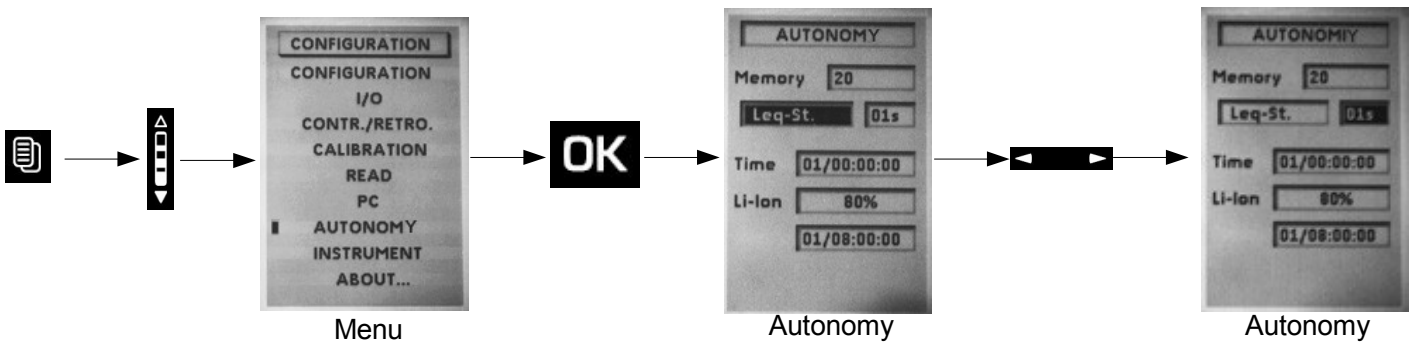 CONFIGURATION
CONFIGURATION
I/O
CONTR./RETRO.
CALIBRATION
READ
PC
AUTONOMY
INSTRUMENT
ABOUT...
Menu
OK
AUTONOMY
Memory 20
Leq-St. 01s
Time 01/00:00:00
Li-Ion 80%
01/08:00:00
Autonomy
AUTONOMIY
Memory 20
Leq-St. 01s
Time 01/00:00:00
Li-Ion 80%
01/08:00:00
Autonomy